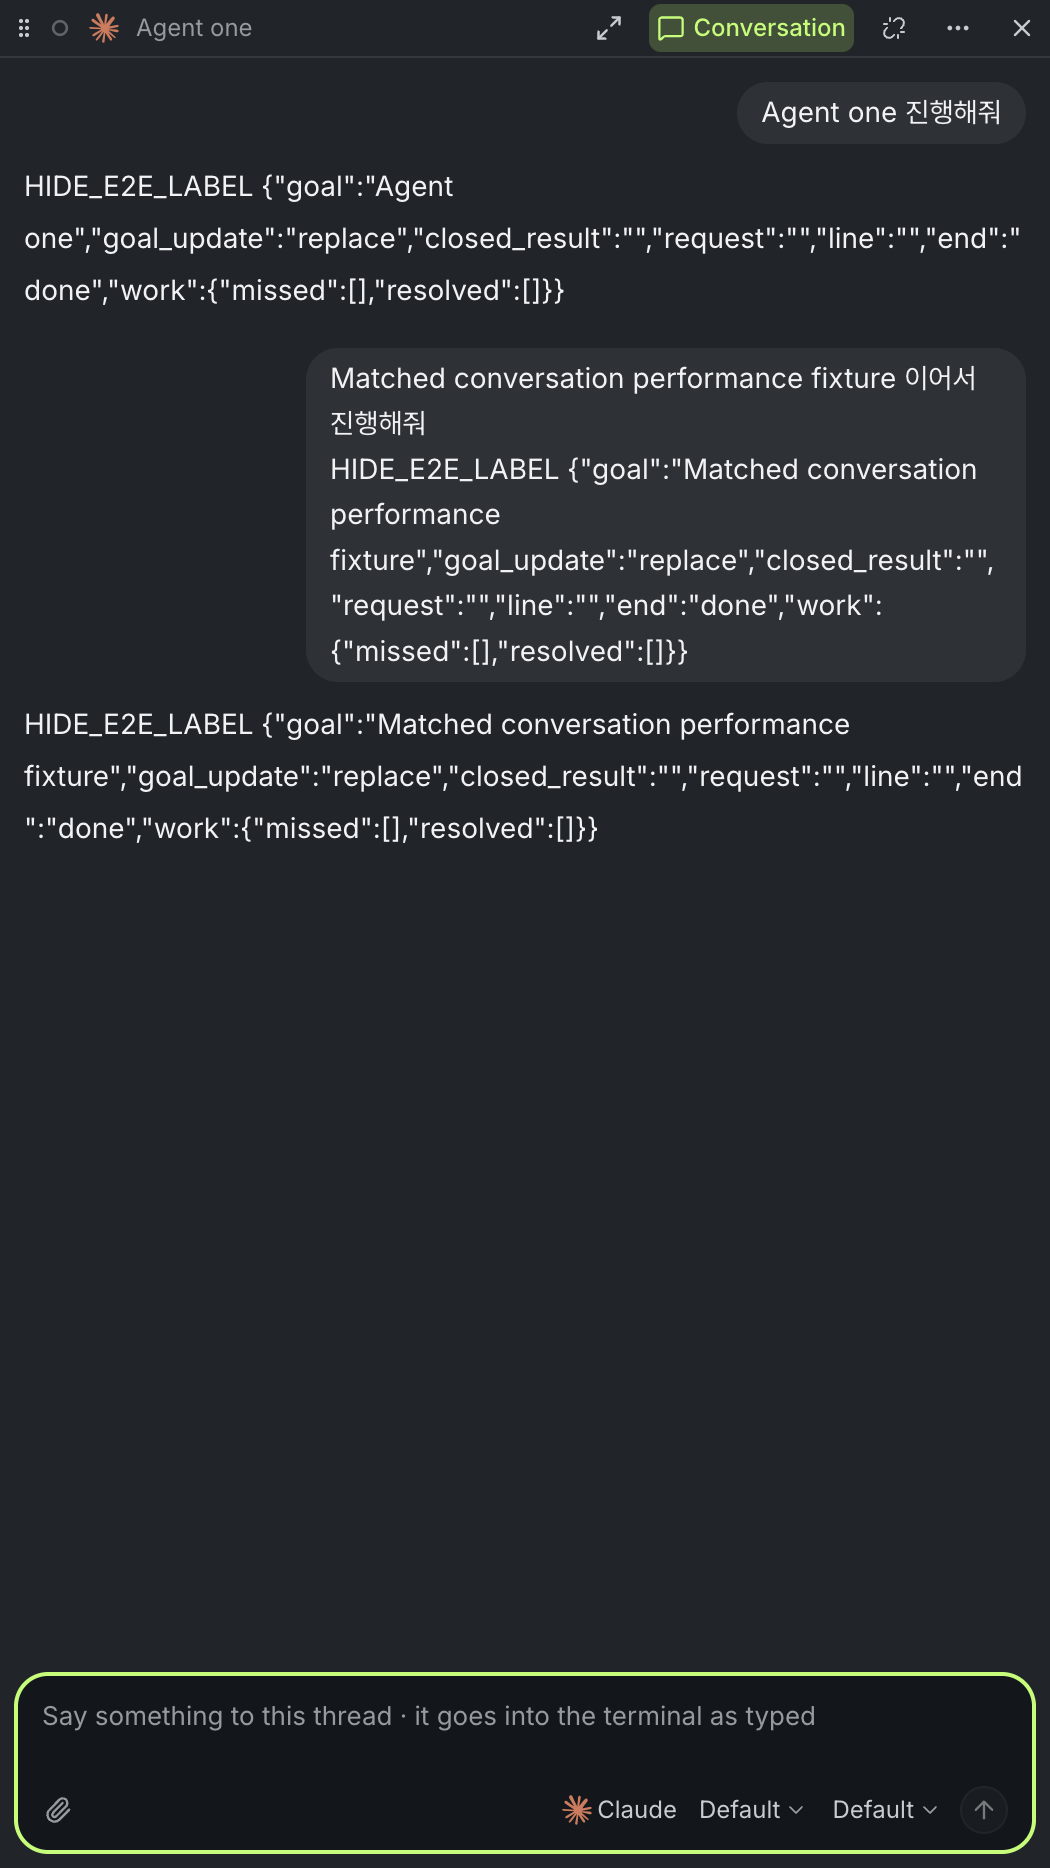 Agent one
Conversation
Agent one 진행해줘
HIDE_E2E_LABEL {"goal":"Agent
one","goal_update":"replace","closed_result":"","request":"","line":"","end":"
done","work":{"missed":[],"resolved":[]}}
Matched conversation performance fixture 이어서
진행해줘
HIDE_E2E_LABEL {"goal":"Matched conversation
performance
fixture","goal_update":"replace","closed_result":"",
"request":"","line":"","end":"done","work":
{"missed":[],"resolved":[]}}
HIDE_E2E_LABEL {"goal":"Matched conversation performance
fixture","goal_update":"replace","closed_result":"","request":"","line":"","end
":"done","work":{"missed":[],"resolved":[]}}
Say something to this thread · it goes into the terminal as typed
Claude Default Default